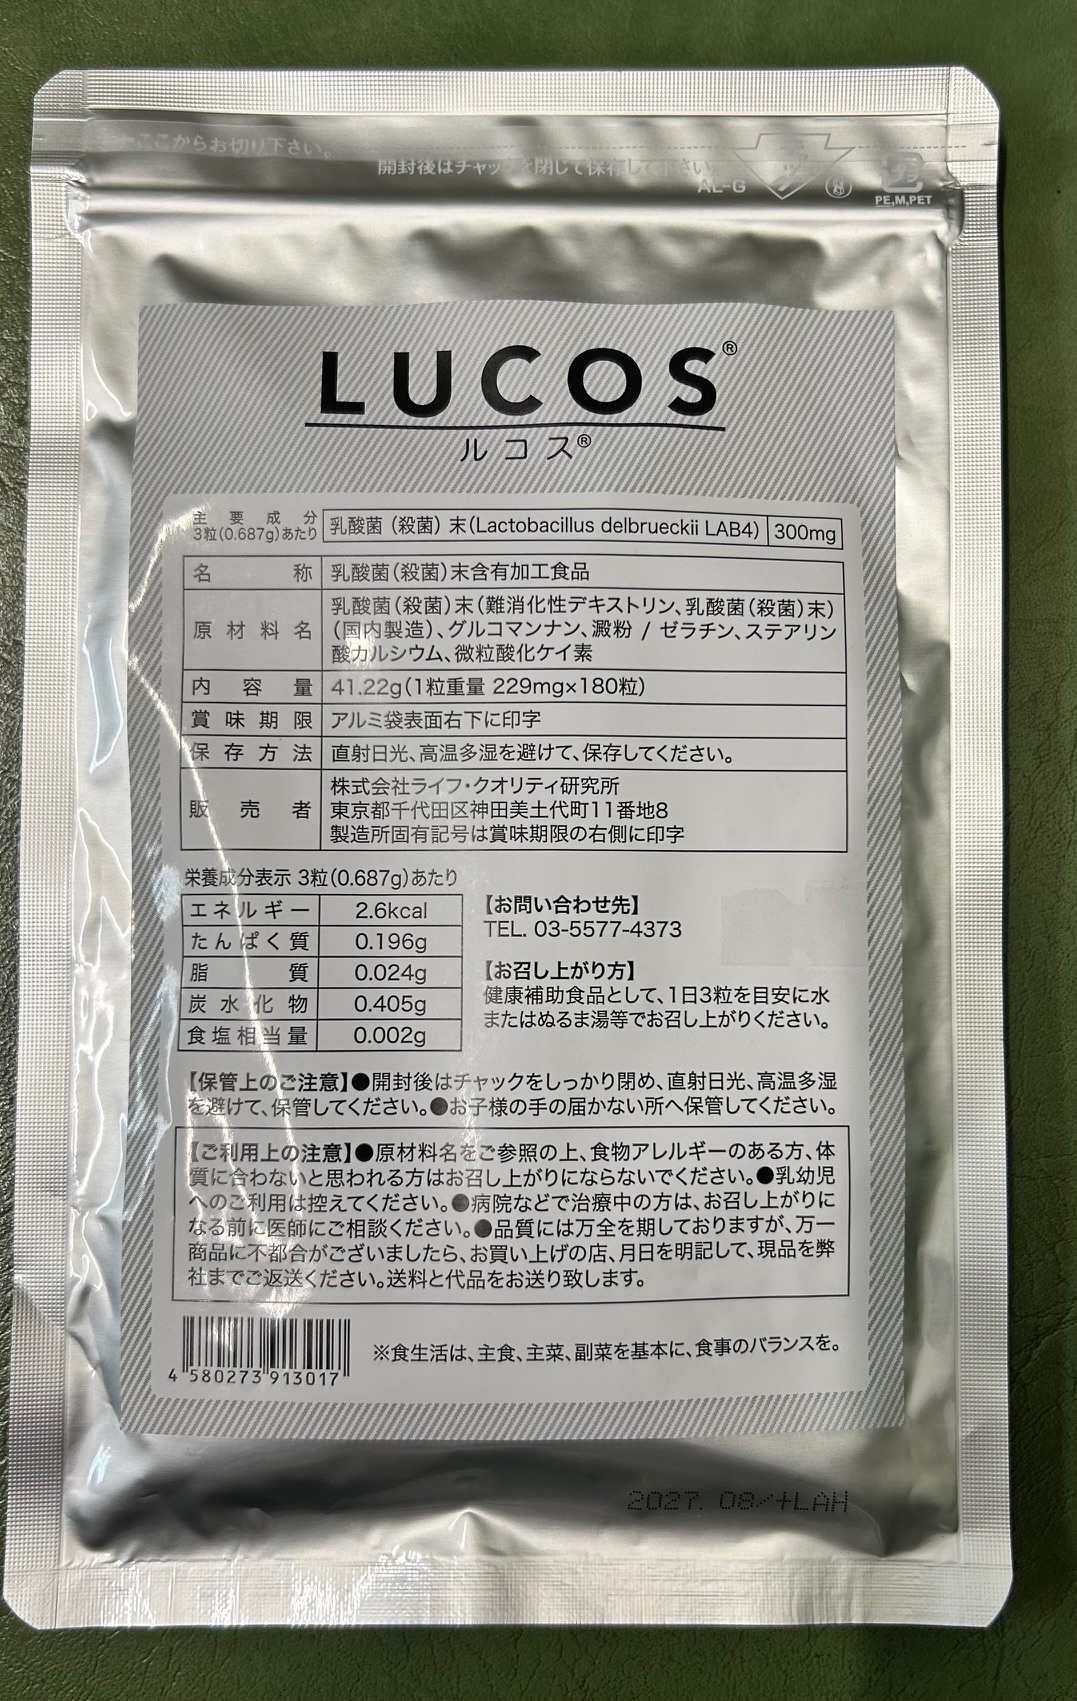 ここからお切り下さい。
開封後はチャックを閉じて保存して下さい。
AL-G
プラ
PE,M,PET
LUCOS®
ルコス®
主要成分
3粒(0.687g)あたり
乳酸菌（殺菌）末(Lactobacillus delbrueckii LAB4) 300mg
名称 乳酸菌(殺菌)末含有加工食品
原材料名 乳酸菌(殺菌)末(難消化性デキストリン、乳酸菌(殺菌)末)
(国内製造)、グルコマンナン、澱粉 / ゼラチン、ステアリン
酸カルシウム、微粒酸化ケイ素
内容量 41.22g(1粒重量 229mg×180粒)
賞味期限 アルミ袋表面右下に印字
保存方法 直射日光、高温多湿を避けて、保存してください。
販売者 株式会社ライフ・クオリティ研究所
東京都千代田区神田美土代町11番地8
製造所固有記号は賞味期限の右側に印字
栄養成分表示 3粒(0.687g)あたり
エネルギー 2.6kcal
たんぱく質 0.196g
脂質 0.024g
炭水化物 0.405g
食塩相当量 0.002g
【お問い合わせ先】
TEL. 03-5577-4373
【お召し上がり方】
健康補助食品として、1日3粒を目安に水
またはぬるま湯等でお召し上がりください。
【保管上のご注意】●開封後はチャックをしっかり閉め、直射日光、高温多湿
を避けて、保管してください。●お子様の手の届かない所へ保管してください。
【ご利用上の注意】●原材料名をご参照の上、食物アレルギーのある方、体
質に合わないと思われる方はお召し上がりにならないでください。●乳幼児
へのご利用は控えてください。●病院などで治療中の方は、お召し上がりに
なる前に医師にご相談ください。●品質には万全を期しておりますが、万一
商品に不都合がございましたら、お買い上げの店、月日を明記して、現品を弊
社までご返送ください。送料と代品をお送り致します。
4 580273 913017
※食生活は、主食、主菜、副菜を基本に、食事のバランスを。
2027. 08/+LAH